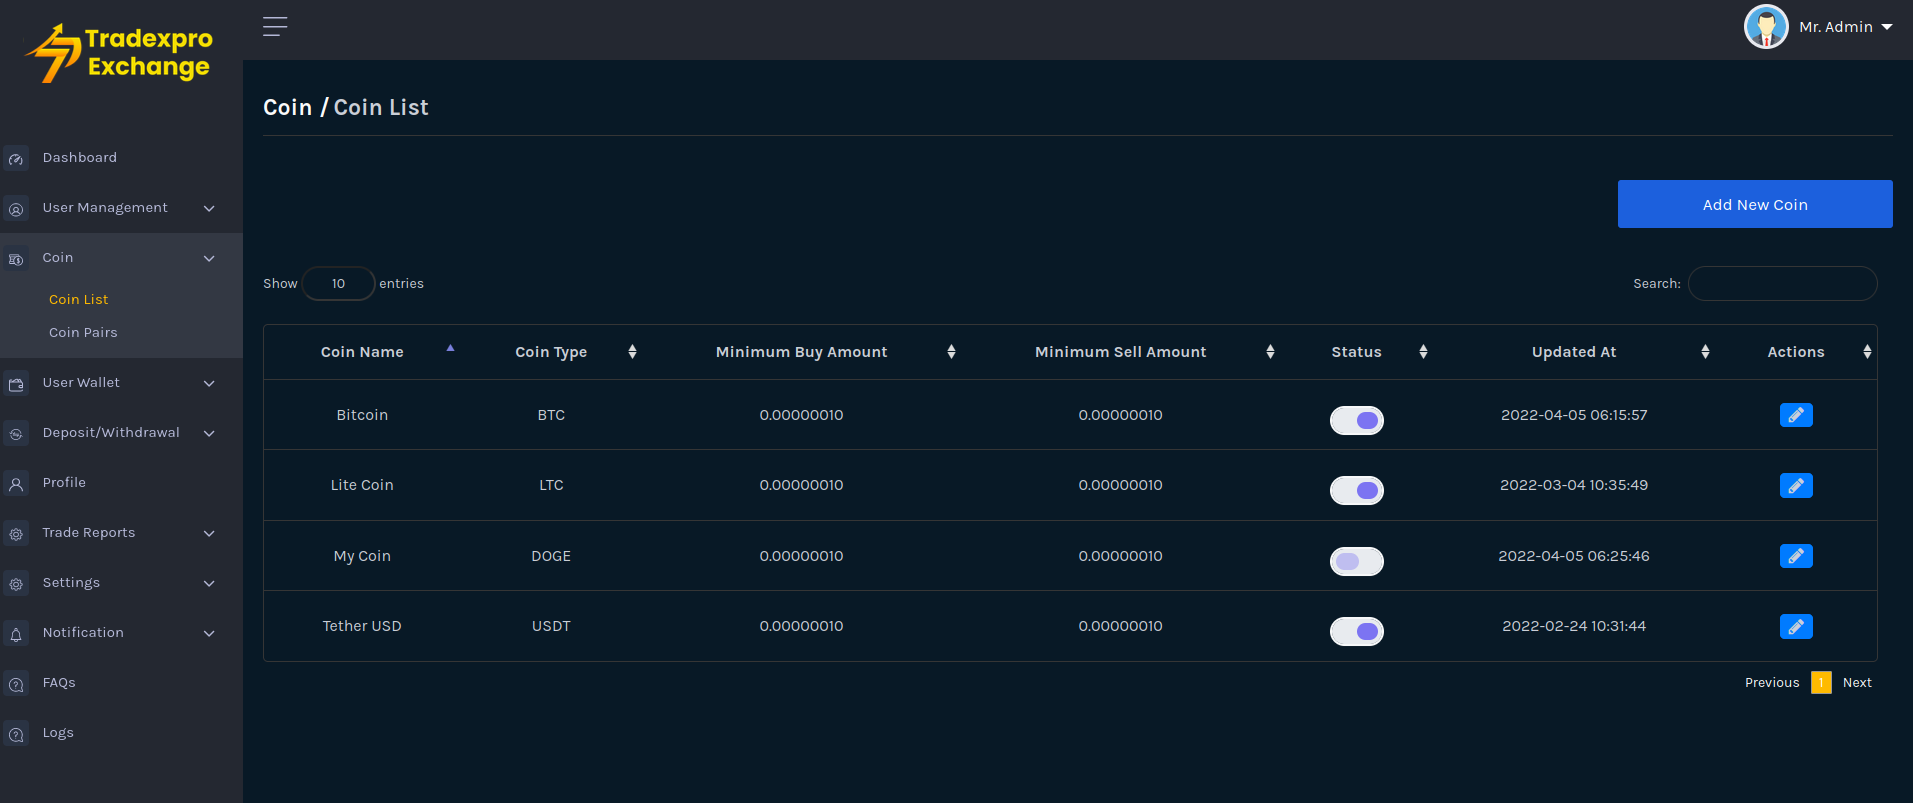 Tradexpro
Exchange
Mr. Admin
Dashboard
User Management
Coin
Coin List
Coin Pairs
User Wallet
Deposit/Withdrawal
Profile
Trade Reports
Settings
Notification
FAQs
Logs
Coin / Coin List
Add New Coin
Show 10 entries
Search:
Coin Name Coin Type Minimum Buy Amount Minimum Sell Amount Status Updated At Actions
Bitcoin BTC 0.00000010 0.00000010 2022-04-05 06:15:57
Lite Coin LTC 0.00000010 0.00000010 2022-03-04 10:35:49
My Coin DOGE 0.00000010 0.00000010 2022-04-05 06:25:46
Tether USD USDT 0.00000010 0.00000010 2022-02-24 10:31:44
Previous 1 Next